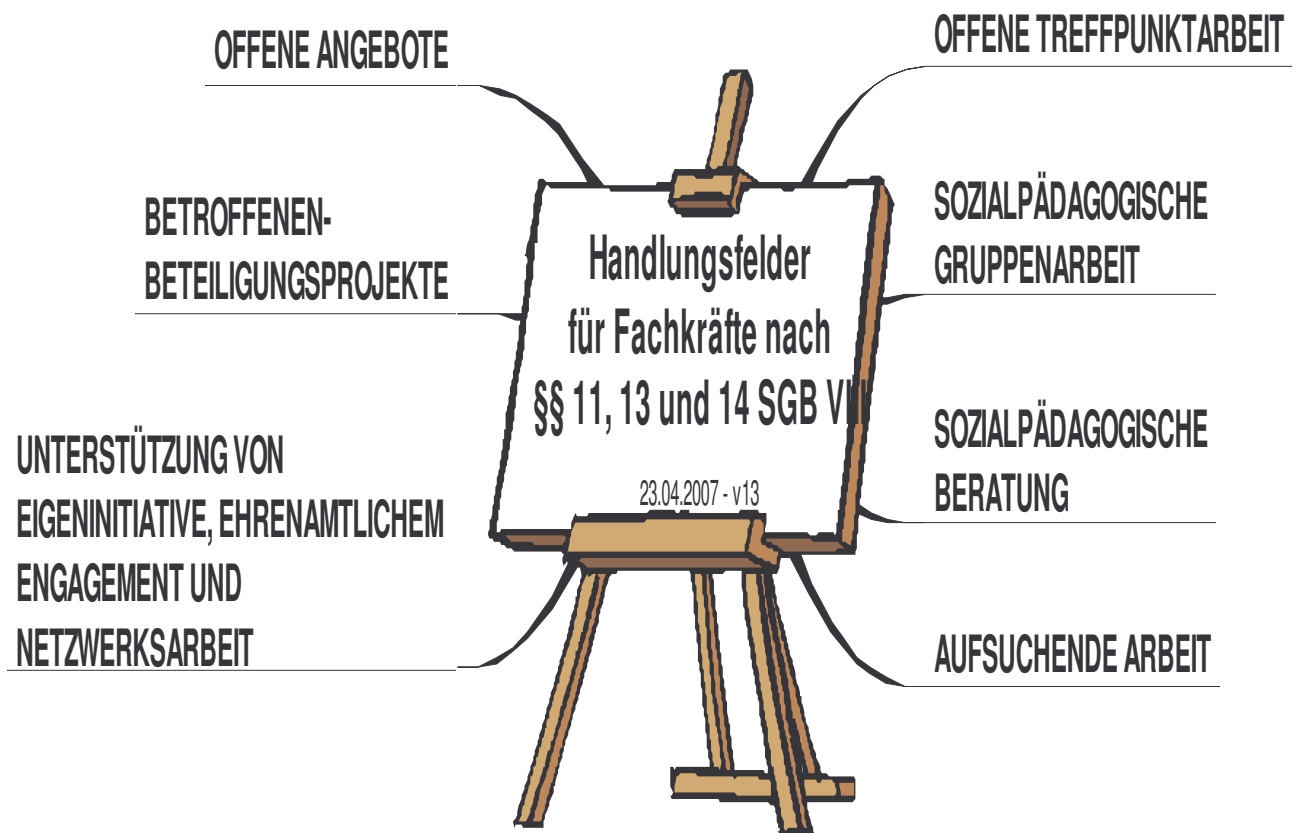 OFFENE ANGEBOTE
OFFENE TREFFPUNKTARBEIT
BETROFFENEN-
BETEILIGUNGSPROJEKTE
SOZIALPÄDAGOGISCHE
GRUPPENARBEIT
Handlungsfelder
für Fachkräfte nach
§§ 11, 13 und 14 SGB VIII
23.04.2007 - v13
UNTERSTÜTZUNG VON
EIGENINITIATIVE, EHRENAMTLICHEM
ENGAGEMENT UND
NETZWERKSARBEIT
SOZIALPÄDAGOGISCHE
BERATUNG
AUFSUCHENDE ARBEIT